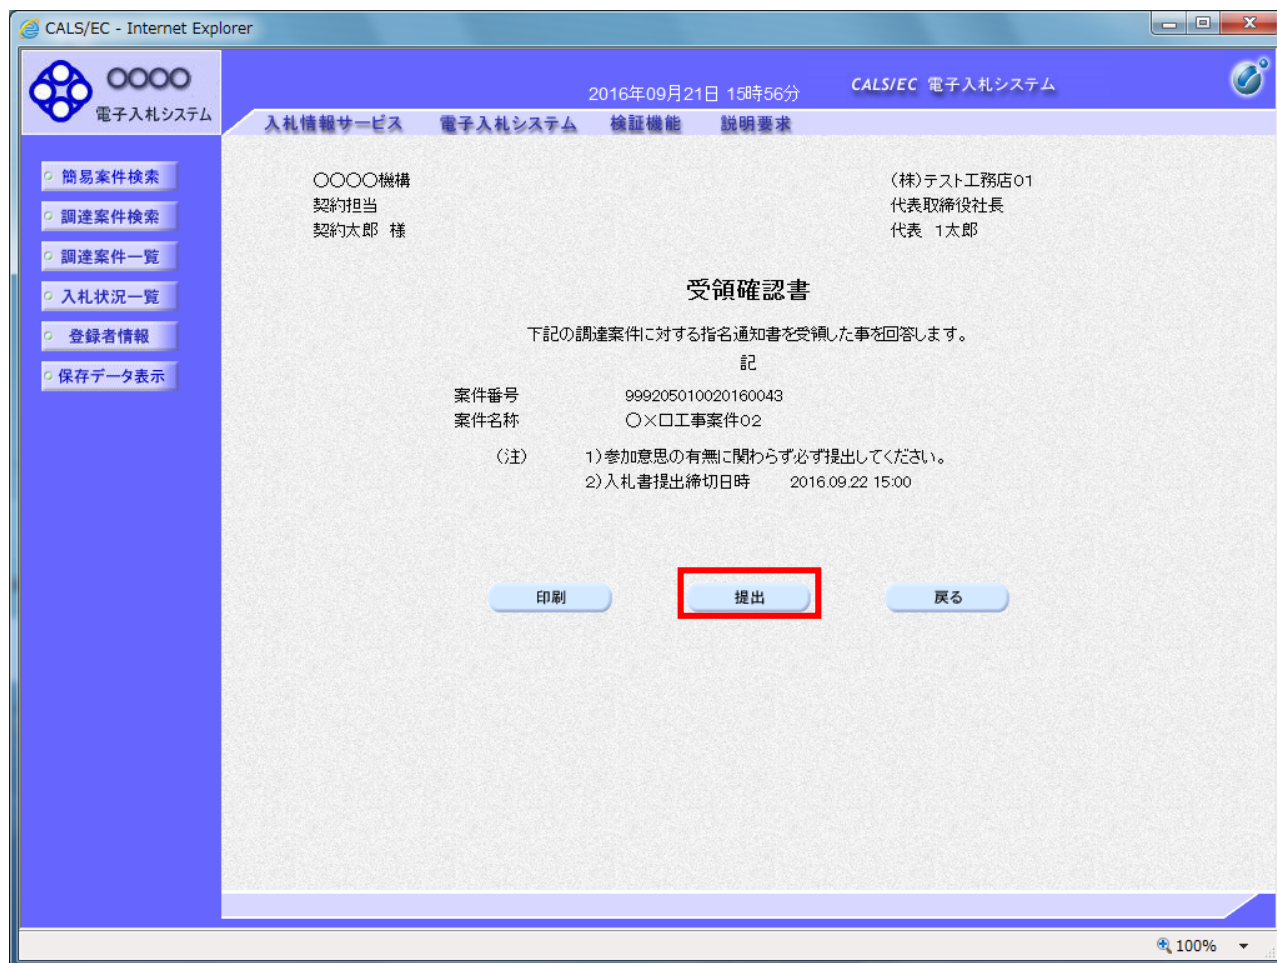 CALS/EC - Internet Explorer
〇〇〇〇
電子入札システム
2016年09月21日 15時56分
CALS/EC 電子入札システム
入札情報サービス 電子入札システム 検証機能 説明要求
簡易案件検索
調達案件検索
調達案件一覧
入札状況一覧
登録者情報
保存データ表示
〇〇〇〇機構
契約担当
契約太郎 様
(株)テスト工務店01
代表取締役社長
代表 1太郎
受領確認書
下記の調達案件に対する指名通知書を受領した事を回答します。
記
案件番号 999205010020160043
案件名称 〇×口工事案件02
(注) 1)参加意思の有無に関わらず必ず提出してください。
2)入札書提出締切日時 2016.09.22 15:00
印刷 提出 戻る
100%